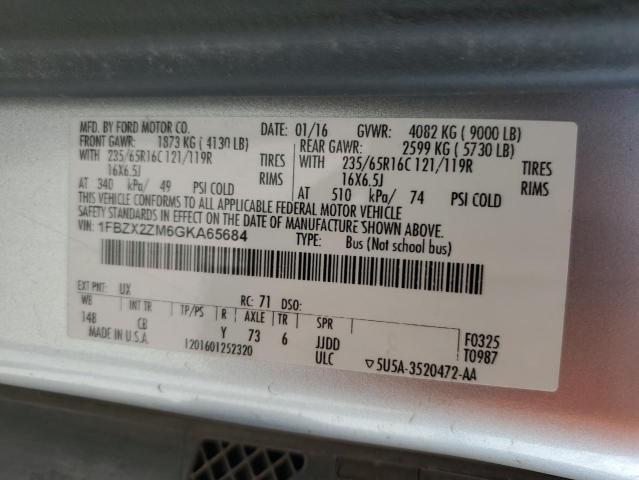 MFD. BY FORD MOTOR CO. DATE: 01/16 GVWR: 4082 KG ( 9000 LB)
FRONT GAWR: 1873 KG ( 4130 LB) REAR GAWR: 2599 KG ( 5730 LB)
WITH 235/65R16C 121/119R TIRES WITH 235/65R16C 121/119R TIRES
16X6.5J RIMS 16X6.5J RIMS
AT 340 kPa/ 49 PSI COLD AT 510 kPa/ 74 PSI COLD
THIS VEHICLE CONFORMS TO ALL APPLICABLE FEDERAL MOTOR VEHICLE
SAFETY STANDARDS IN EFFECT ON THE DATE OF MANUFACTURE SHOWN ABOVE.
VIN: 1FBZX2ZM6GKA65684 TYPE: Bus (Not school bus)
EXT PNT: UX RC: 71 DSO:
WB INT TR TP/PS R AXLE TR SPR
148 CB Y 73 6 JJDD F0325
MADE IN U.S.A. 1201601252320 ULC T0987
▽5U5A-3520472-AA